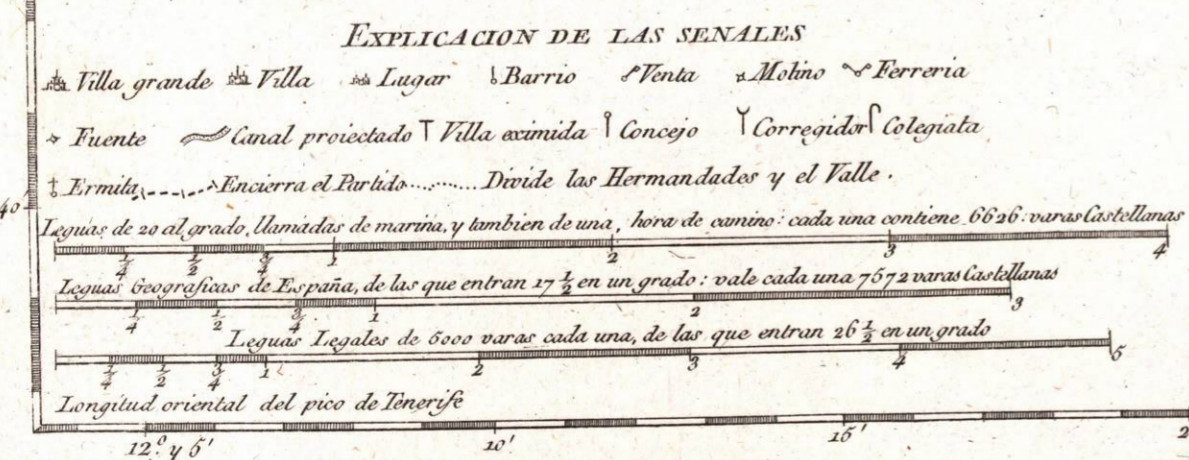 EXPLICACION DE LAS SENALES
Villa grande Villa Lugar Barrio Venta Molino Ferreria
Fuente Canal proiectado Villa eximida Concejo Corregidor Colegiata
Ermita Encierra el Partido Divide las Hermandades y el Valle.
40'
Leguas de 20 al grado, llamadas de marina, y tambien de una, hora de camino: cada una contiene 6626: varas Castellanas
1/4 1/2 3/4 1 2 3 4
Leguas Geograficas de España, de las que entran 17 1/2 en un grado: vale cada una 7572 varas Castellanas
1/4 1/2 3/4 1 2 3
Leguas Legales de 5000 varas cada una, de las que entran 26 1/2 en un grado
1/4 1/2 3/4 1 2 3 4 5
Longitud oriental del pico de Tenerife
12.º y 5' 10' 15' 2